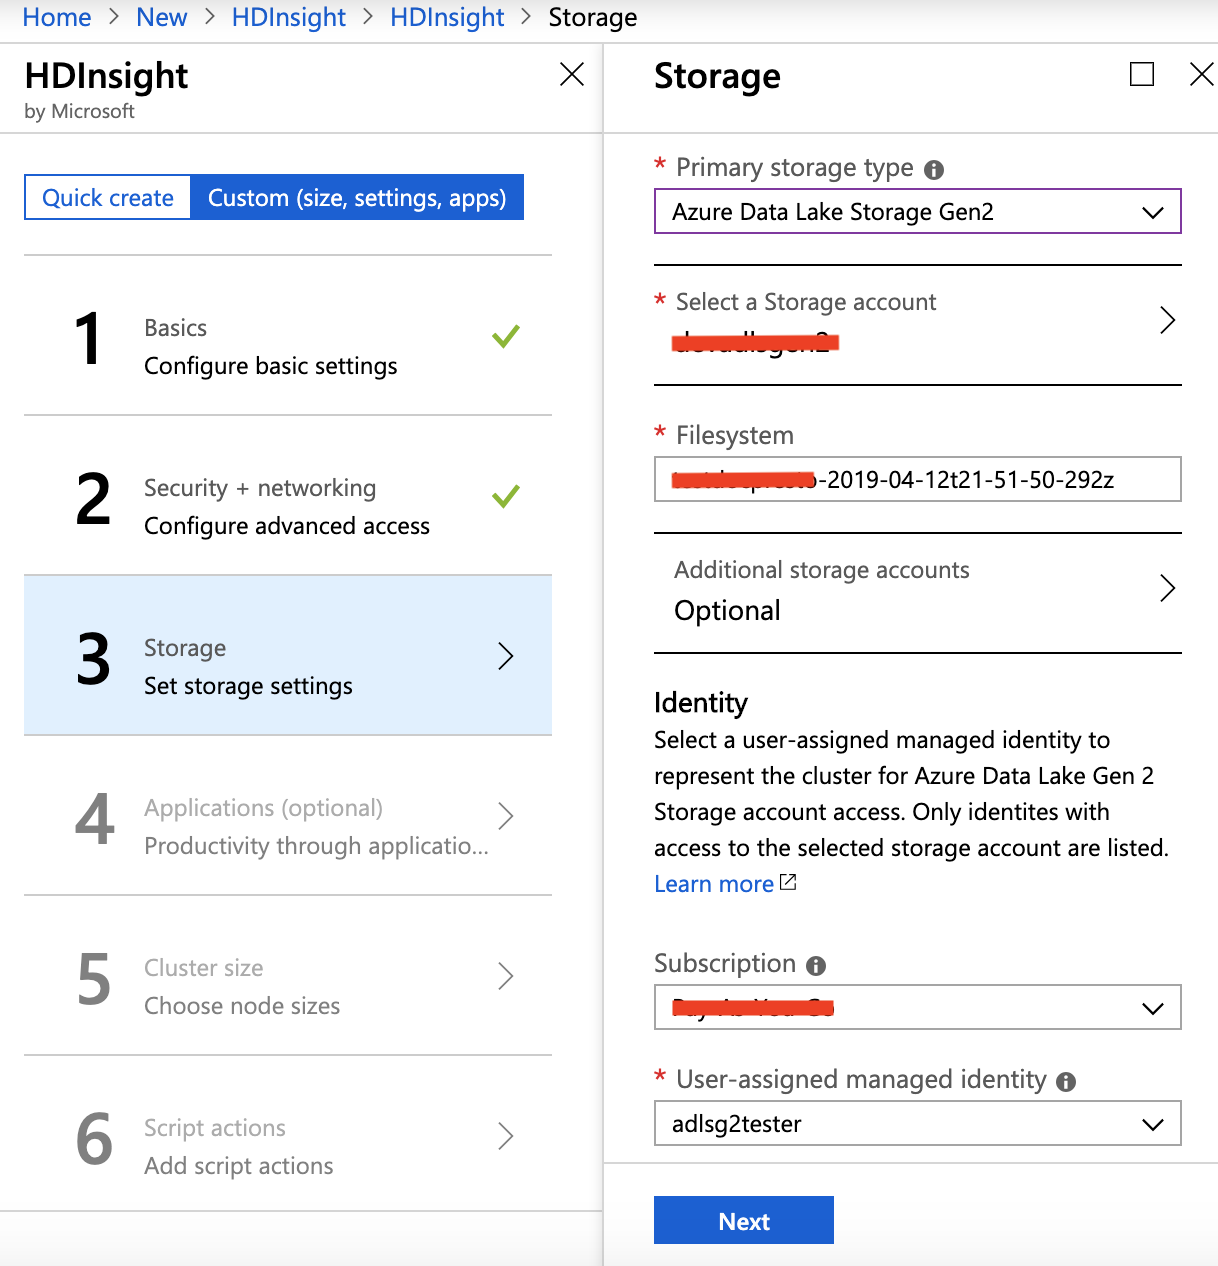 Home > New > HDInsight > HDInsight > Storage
HDInsight
by Microsoft
Quick create
Custom (size, settings, apps)
1
Basics
Configure basic settings
2
Security + networking
Configure advanced access
3
Storage
Set storage settings
4
Applications (optional)
Productivity through applicatio...
5
Cluster size
Choose node sizes
6
Script actions
Add script actions
Storage
* Primary storage type
Azure Data Lake Storage Gen2
* Select a Storage account
* Filesystem
-2019-04-12t21-51-50-292z
Additional storage accounts
Optional
Identity
Select a user-assigned managed identity to
represent the cluster for Azure Data Lake Gen 2
Storage account access. Only identites with
access to the selected storage account are listed.
Learn more
Subscription
* User-assigned managed identity
adlsg2tester
Next